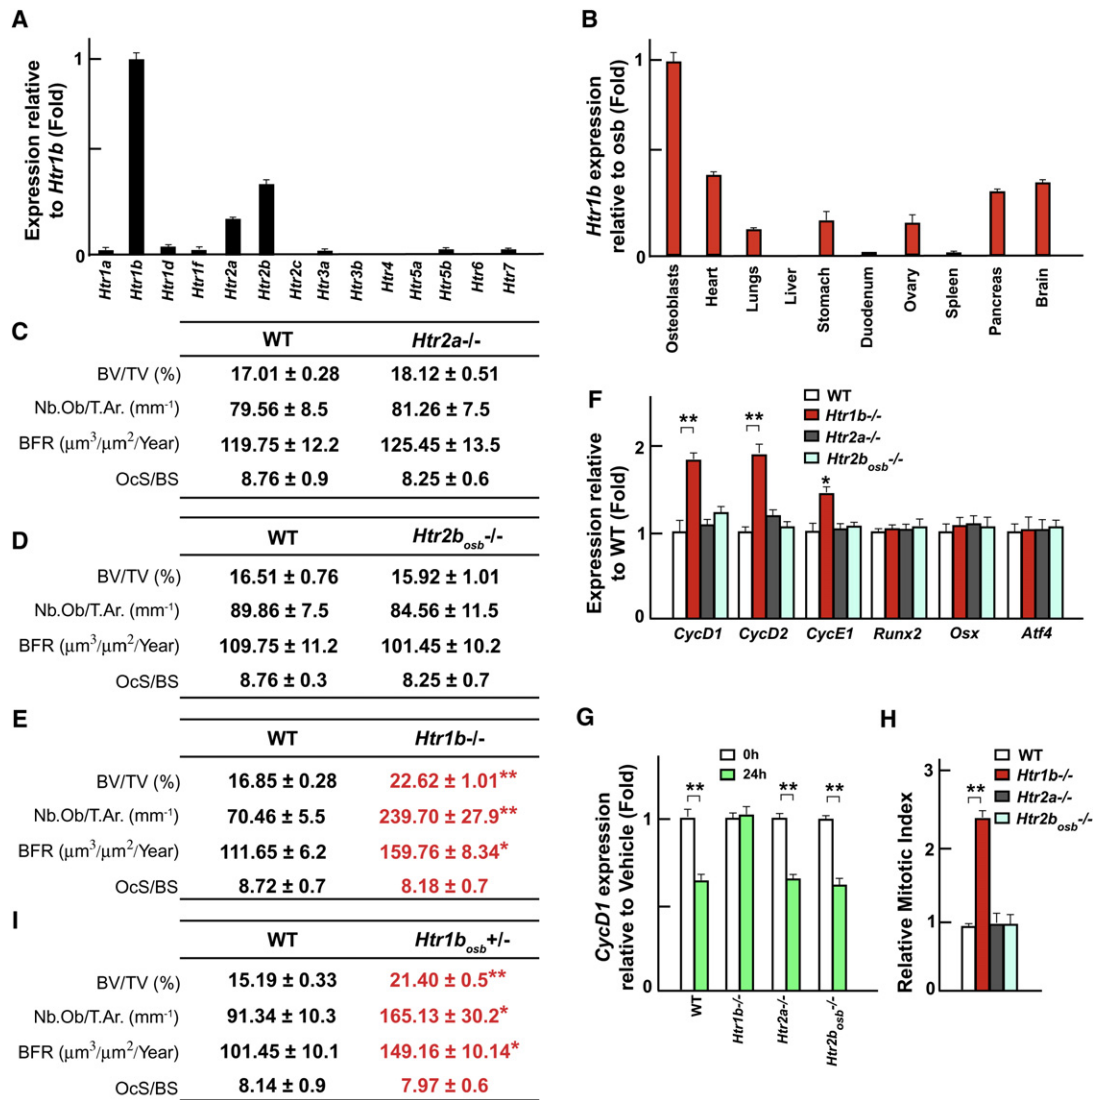 A
Expression relative
to Htr1b (Fold)
1
0
Htr1a
Htr1b
Htr1d
Htr1f
Htr2a
Htr2b
Htr2c
Htr3a
Htr3b
Htr4
Htr5a
Htr5b
Htr6
Htr7
B
Htr1b expression
relative to osb (Fold)
1
0
Osteoblasts
Heart
Lungs
Liver
Stomach
Duodenum
Ovary
Spleen
Pancreas
Brain
C
WT Htr2a-/-
BV/TV (%) 17.01 ± 0.28 18.12 ± 0.51
Nb.Ob/T.Ar. (mm-1) 79.56 ± 8.5 81.26 ± 7.5
BFR (μm3/μm2/Year) 119.75 ± 12.2 125.45 ± 13.5
OcS/BS 8.76 ± 0.9 8.25 ± 0.6
D
WT Htr2bosb-/-
BV/TV (%) 16.51 ± 0.76 15.92 ± 1.01
Nb.Ob/T.Ar. (mm-1) 89.86 ± 7.5 84.56 ± 11.5
BFR (μm3/μm2/Year) 109.75 ± 11.2 101.45 ± 10.2
OcS/BS 8.76 ± 0.3 8.25 ± 0.7
E
WT Htr1b-/-
BV/TV (%) 16.85 ± 0.28 22.62 ± 1.01**
Nb.Ob/T.Ar. (mm-1) 70.46 ± 5.5 239.70 ± 27.9**
BFR (μm3/μm2/Year) 111.65 ± 6.2 159.76 ± 8.34*
OcS/BS 8.72 ± 0.7 8.18 ± 0.7
I
WT Htr1bosb+/-
BV/TV (%) 15.19 ± 0.33 21.40 ± 0.5**
Nb.Ob/T.Ar. (mm-1) 91.34 ± 10.3 165.13 ± 30.2*
BFR (μm3/μm2/Year) 101.45 ± 10.1 149.16 ± 10.14*
OcS/BS 8.14 ± 0.9 7.97 ± 0.6
F
WT
Htr1b-/-
Htr2a-/-
Htr2bosb-/-
Expression relative
to WT (Fold)
2
1
0
** ** *
CycD1 CycD2 CycE1 Runx2 Osx Atf4
G
0h
24h
CycD1 expression
relative to Vehicle (Fold)
1
0
** ** **
WT
Htr1b-/-
Htr2a-/-
Htr2bosb-/-
H
WT
Htr1b-/-
Htr2a-/-
Htr2bosb-/-
Relative Mitotic Index
3
2
1
0
**